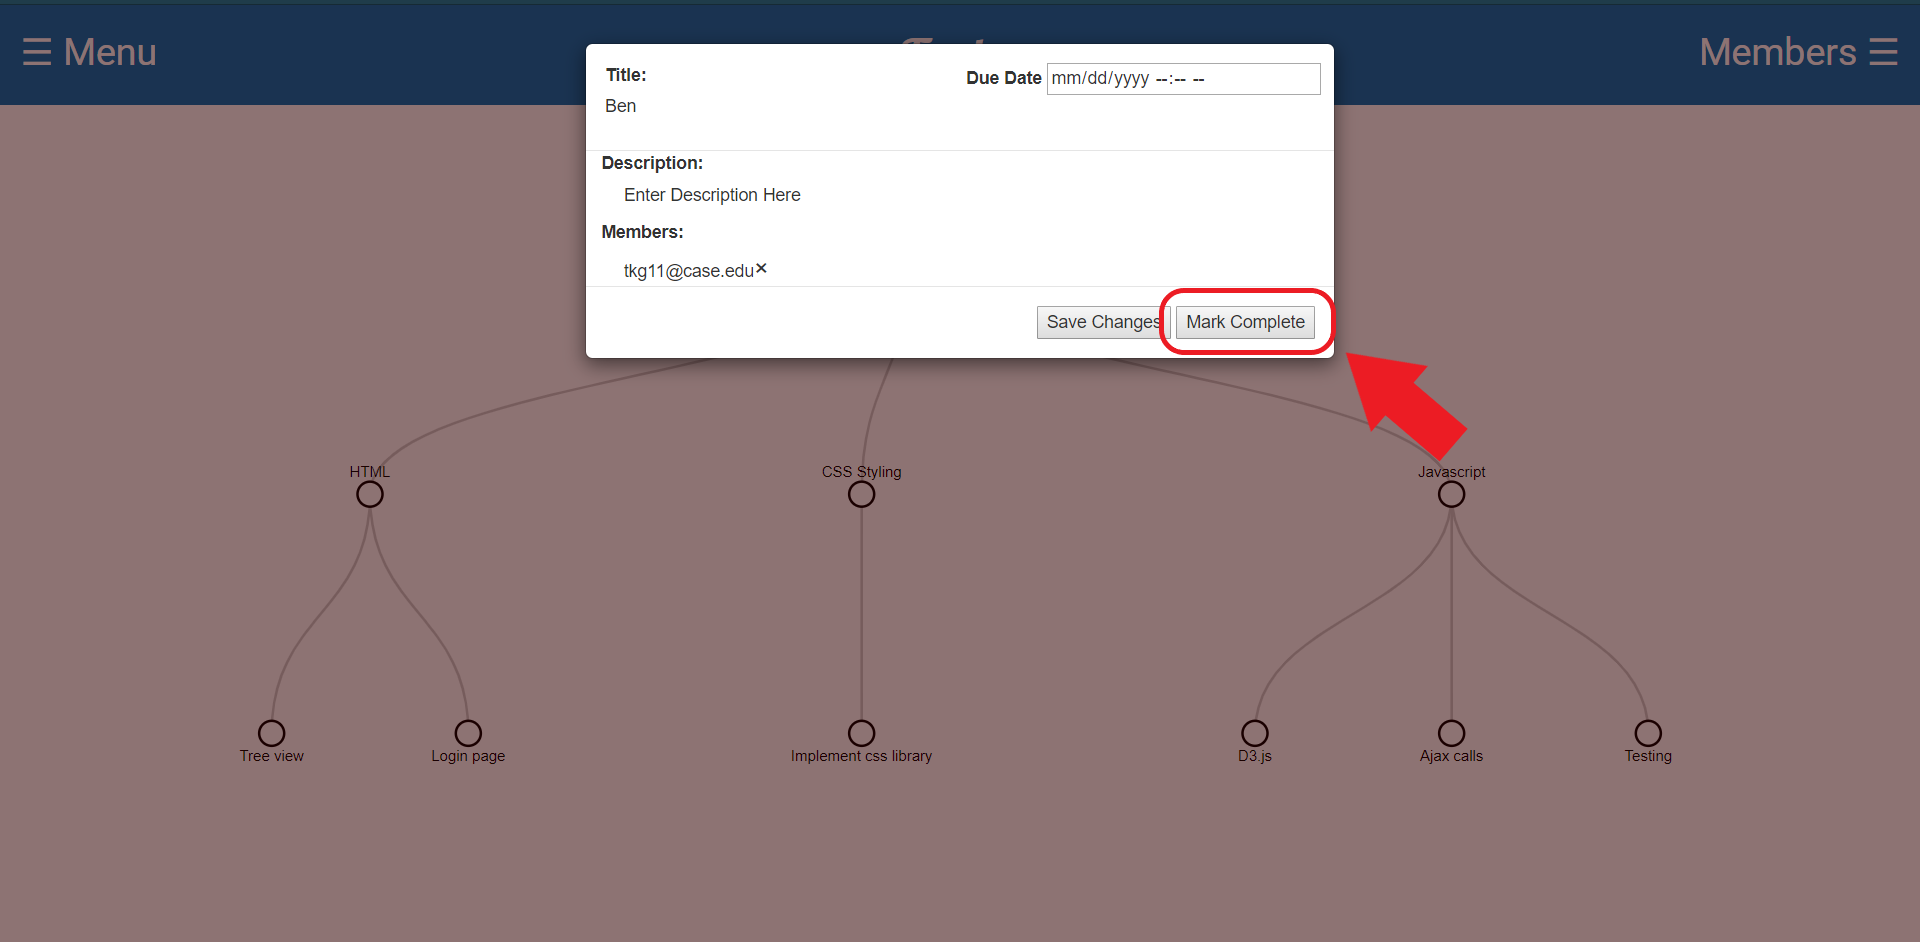 ☰ Menu
Members ☰
Title:
Due Date mm/dd/yyyy --:-- --
Ben
Description:
Enter Description Here
Members:
tkg11@case.edu✕
Save Changes
Mark Complete
HTML
CSS Styling
Javascript
Tree view
Login page
Implement css library
D3.js
Ajax calls
Testing